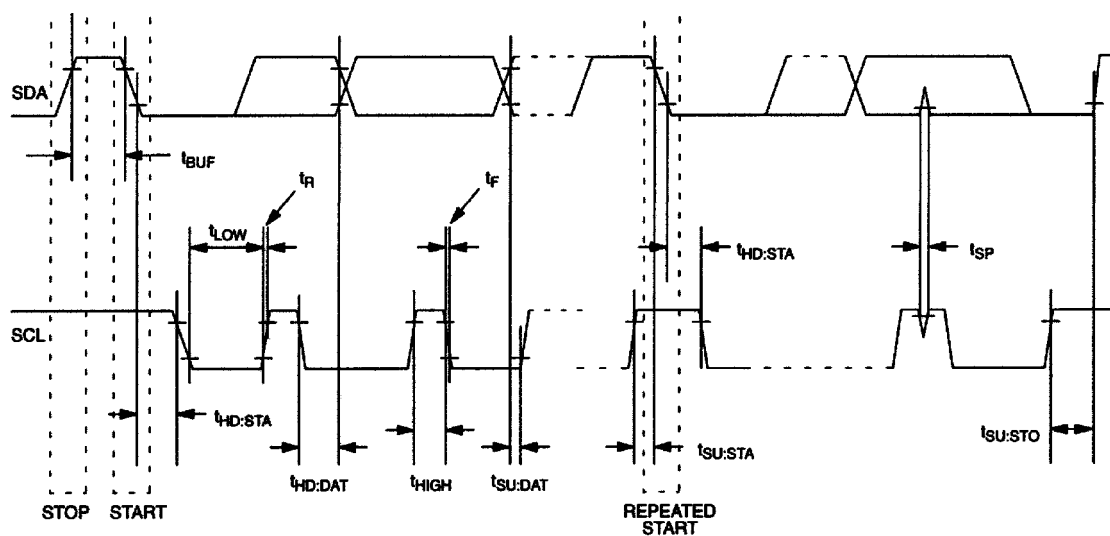 SDA
tBUF
tR
tF
tLOW
tHD:STA
tSP
SCL
tHD:STA
tSU:STA
tSU:STO
tHD:DAT
tHIGH
tSU:DAT
STOP
START
REPEATED
START